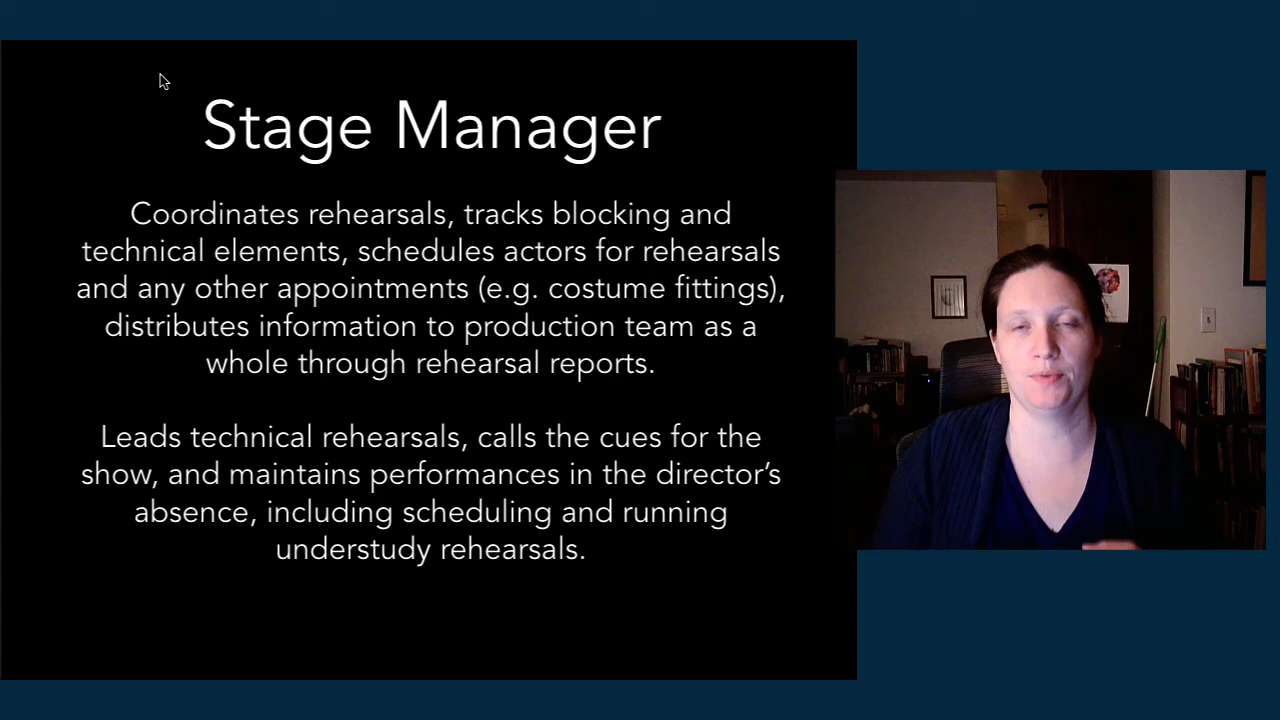 Stage Manager
Coordinates rehearsals, tracks blocking and
technical elements, schedules actors for rehearsals
and any other appointments (e.g. costume fittings),
distributes information to production team as a
whole through rehearsal reports.
Leads technical rehearsals, calls the cues for the
show, and maintains performances in the director’s
absence, including scheduling and running
understudy rehearsals.